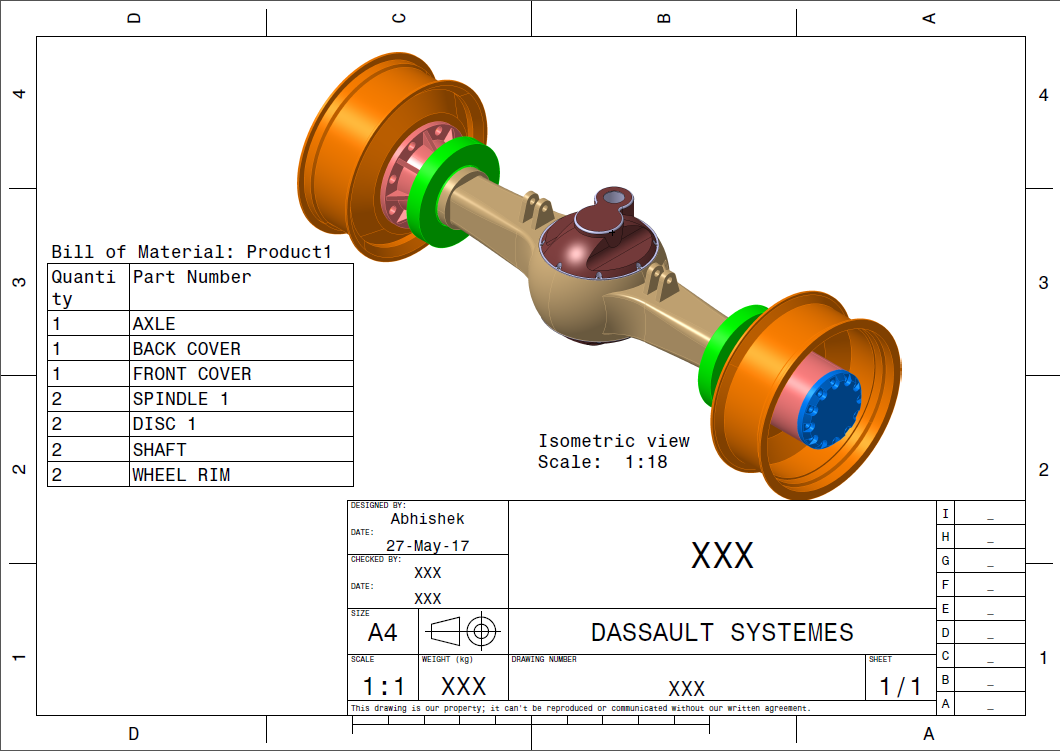 D C B A
4 4
Bill of Material: Product1
Quanti
ty Part Number
1 AXLE
1 BACK COVER
1 FRONT COVER
2 SPINDLE 1
2 DISC 1
2 SHAFT
2 WHEEL RIM
3 3
Isometric view
Scale: 1:18
2 2
DESIGNED BY:
Abhishek
DATE:
27-May-17
CHECKED BY:
XXX
DATE:
XXX
XXX
SIZE
A4
DASSAULT SYSTEMES
SCALE
1:1
WEIGHT (kg)
XXX
DRAWING NUMBER
XXX
SHEET
1/1
This drawing is our property; it can't be reproduced or communicated without our written agreement.
I _
H _
G _
F _
E _
D _
C _
B _
A _
1 1
D A